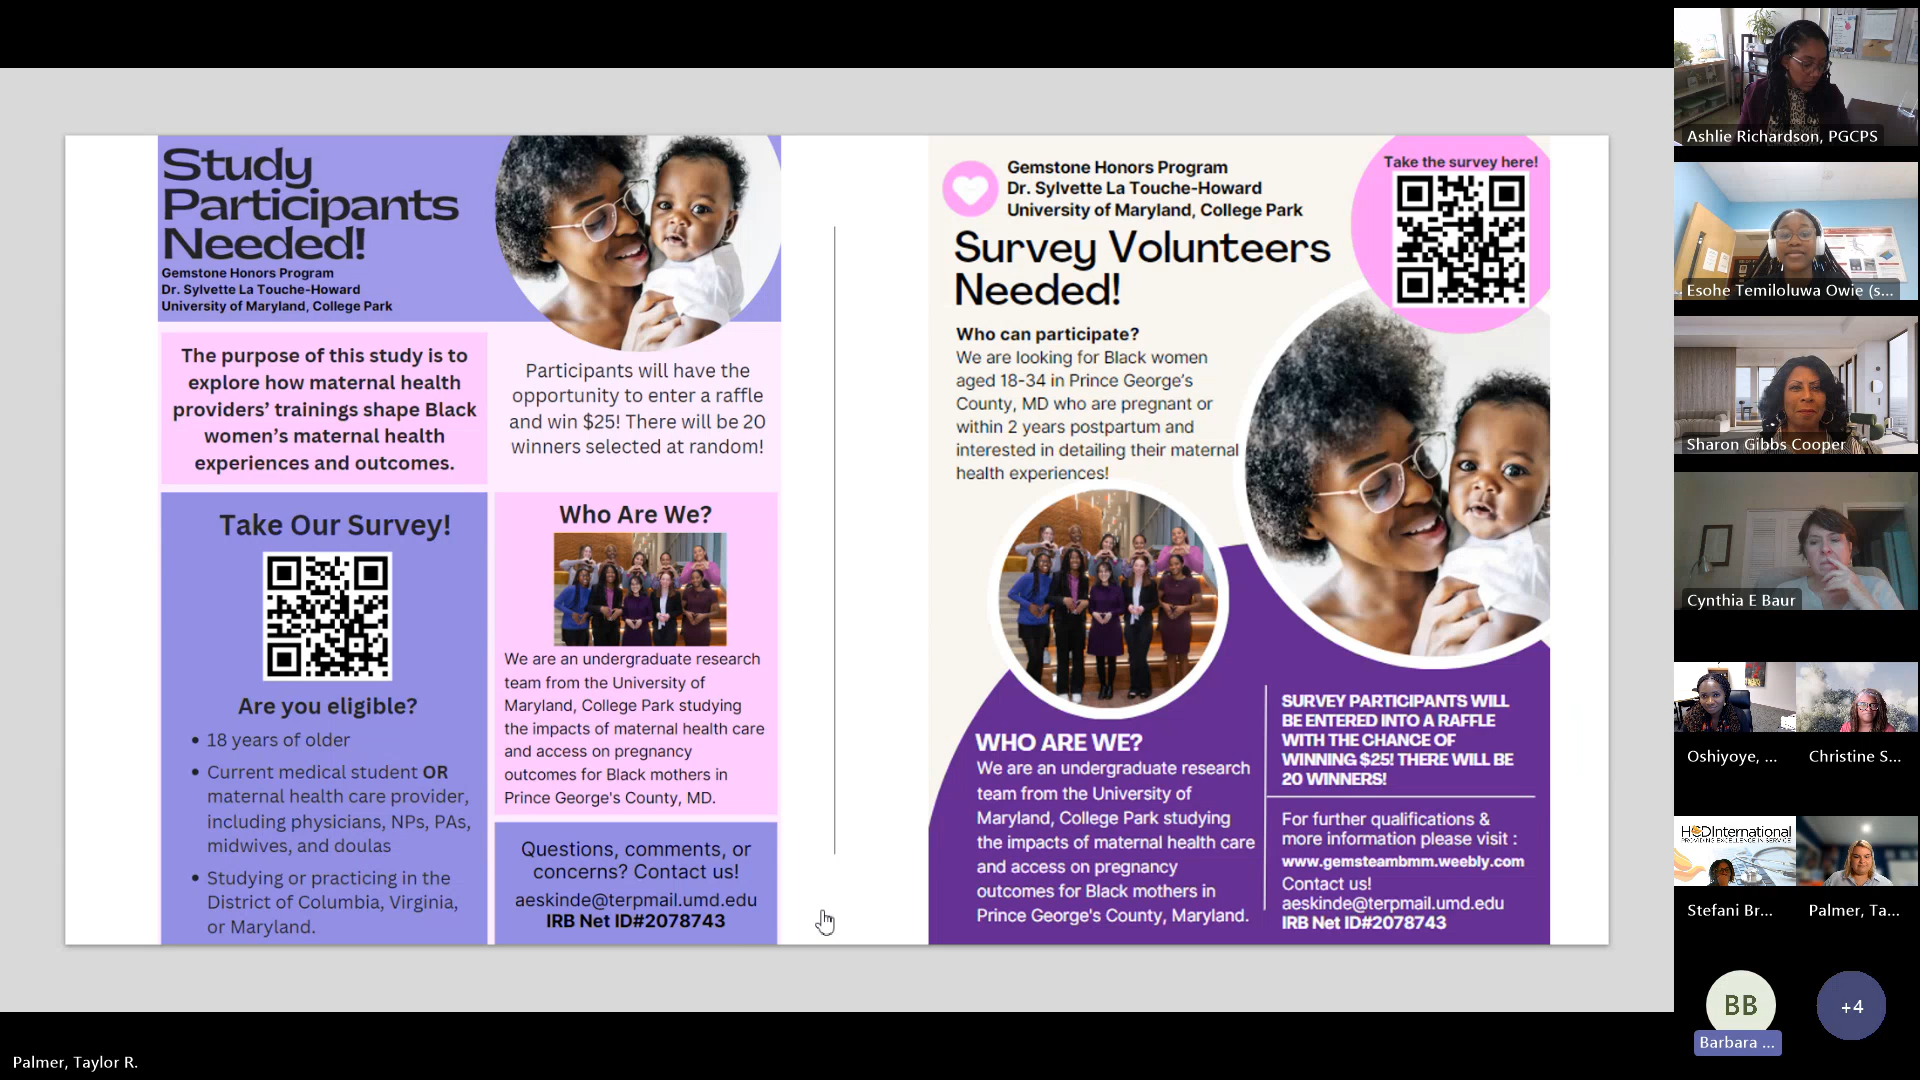 Study
Participants
Needed!
Gemstone Honors Program
Dr. Sylvette La Touche-Howard
University of Maryland, College Park
The purpose of this study is to
explore how maternal health
providers’ trainings shape Black
women’s maternal health
experiences and outcomes.
Participants will have the
opportunity to enter a raffle
and win $25! There will be 20
winners selected at random!
Take Our Survey!
Are you eligible?
• 18 years of older
• Current medical student OR
maternal health care provider,
including physicians, NPs, PAs,
midwives, and doulas
• Studying or practicing in the
District of Columbia, Virginia,
or Maryland.
Who Are We?
We are an undergraduate research
team from the University of
Maryland, College Park studying
the impacts of maternal health care
and access on pregnancy
outcomes for Black mothers in
Prince George's County, MD.
Questions, comments, or
concerns? Contact us!
aeskinde@terpmail.umd.edu
IRB Net ID#2078743
Gemstone Honors Program
Dr. Sylvette La Touche-Howard
University of Maryland, College Park
Take the survey here!
Survey Volunteers
Needed!
Who can participate?
We are looking for Black women
aged 18-34 in Prince George’s
County, MD who are pregnant or
within 2 years postpartum and
interested in detailing their maternal
health experiences!
WHO ARE WE?
We are an undergraduate research
team from the University of
Maryland, College Park studying
the impacts of maternal health care
and access on pregnancy
outcomes for Black mothers in
Prince George's County, Maryland.
SURVEY PARTICIPANTS WILL
BE ENTERED INTO A RAFFLE
WITH THE CHANCE OF
WINNING $25! THERE WILL BE
20 WINNERS!
For further qualifications &
more information please visit :
www.gemsteambmm.weebly.com
Contact us!
aeskinde@terpmail.umd.edu
IRB Net ID#2078743
Ashlie Richardson, PGCPS
Esohe Temiloluwa Owie (s...
Sharon Gibbs Cooper
Cynthia E Baur
Oshiyoye, ...
Christine S...
HCDInternational
PROVIDING EXCELLENCE IN SERVICE
Stefani Br...
Palmer, Ta...
BB
Barbara ...
+4
Palmer, Taylor R.